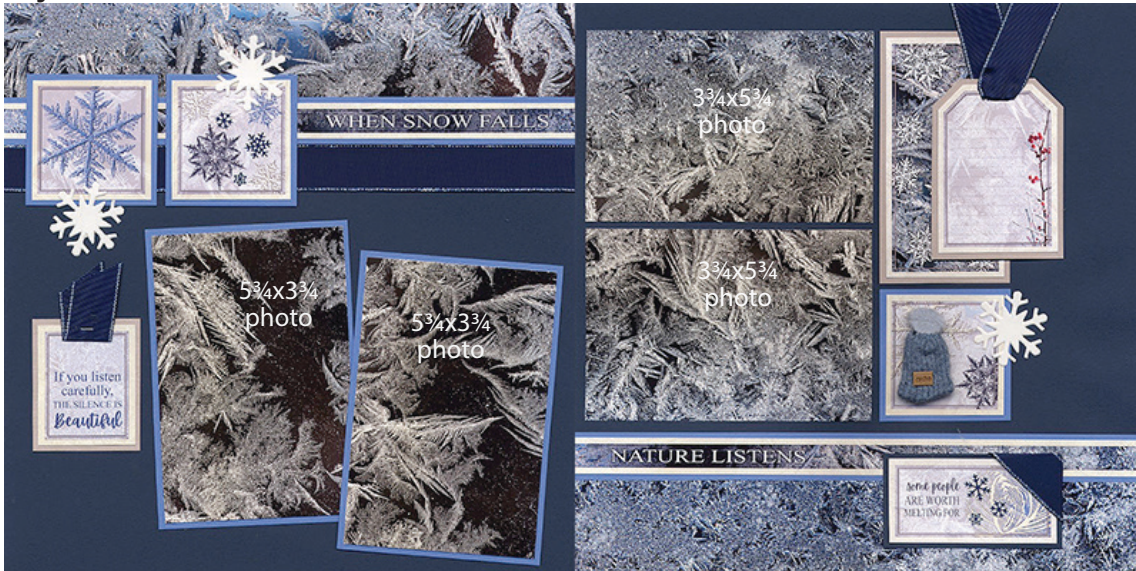 WHEN SNOW FALLS
5¾x3¾
photo
5¾x3¾
photo
If you listen
carefully,
THE SILENCE IS
Beautiful
3¾x5¾
photo
3¾x5¾
photo
NATURE LISTENS
some people
ARE WORTH
MELTING FOR